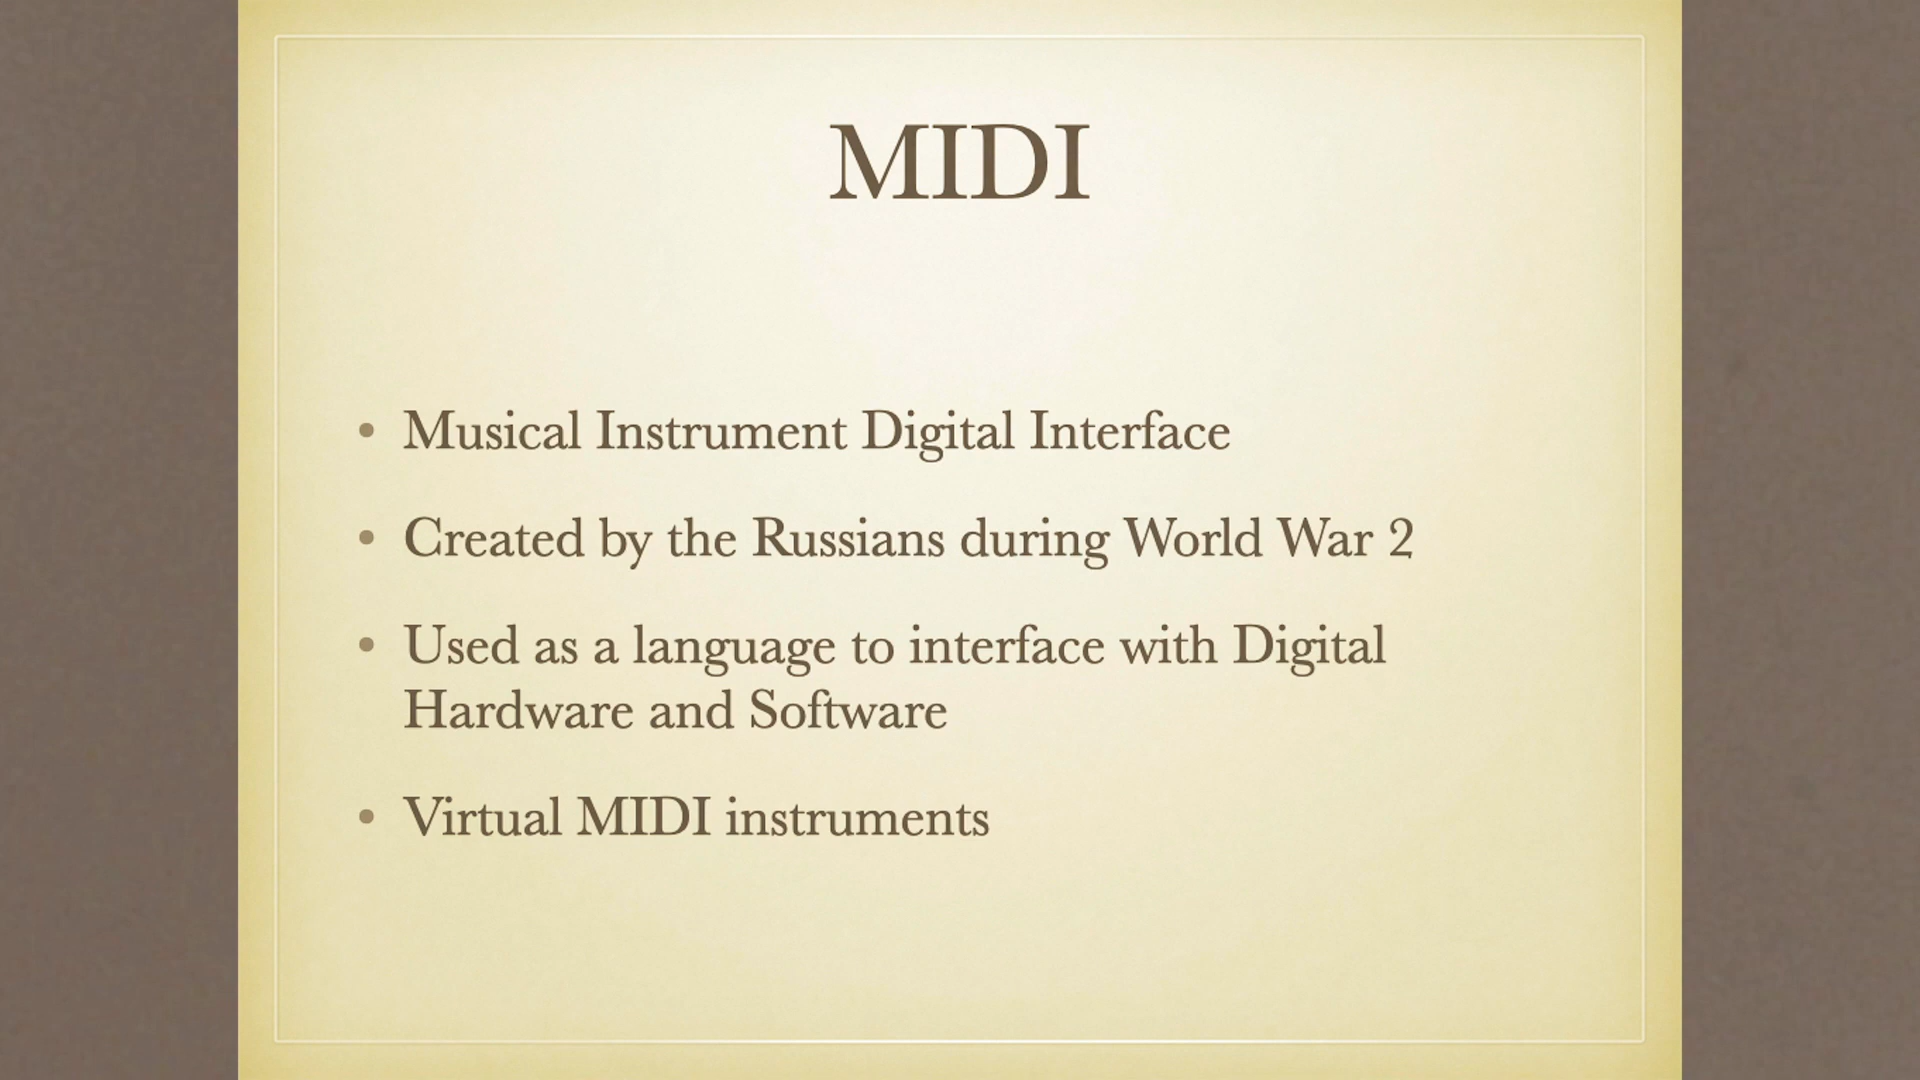 MIDI
• Musical Instrument Digital Interface
• Created by the Russians during World War 2
• Used as a language to interface with Digital
Hardware and Software
• Virtual MIDI instruments